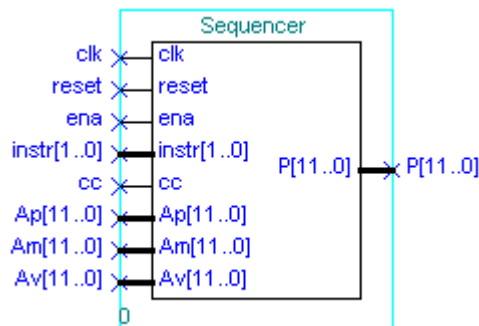 Sequencer
clk clk
reset reset
ena ena
instr[1..0] instr[1..0]
P[11..0] P[11..0]
cc cc
Ap[11..0] Ap[11..0]
Am[11..0] Am[11..0]
Av[11..0] Av[11..0]
0